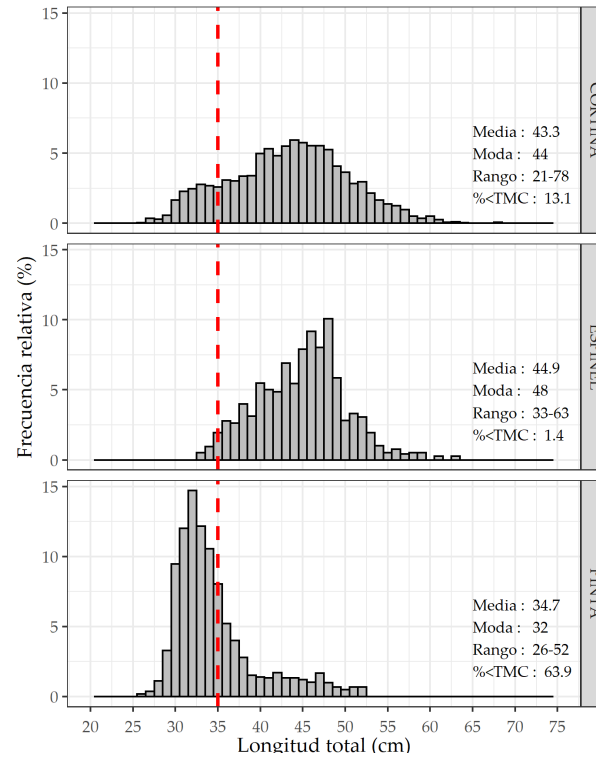 Frecuencia relativa (%)
15
10
5
0
Media : 43.3
Moda : 44
Rango : 21-78
%<TMC : 13.1
CORTINA
15
10
5
0
Media : 44.9
Moda : 48
Rango : 33-63
%<TMC : 1.4
ESPINEL
15
10
5
0
Media : 34.7
Moda : 32
Rango : 26-52
%<TMC : 63.9
20 25 30 35 40 45 50 55 60 65 70 75
Longitud total (cm)